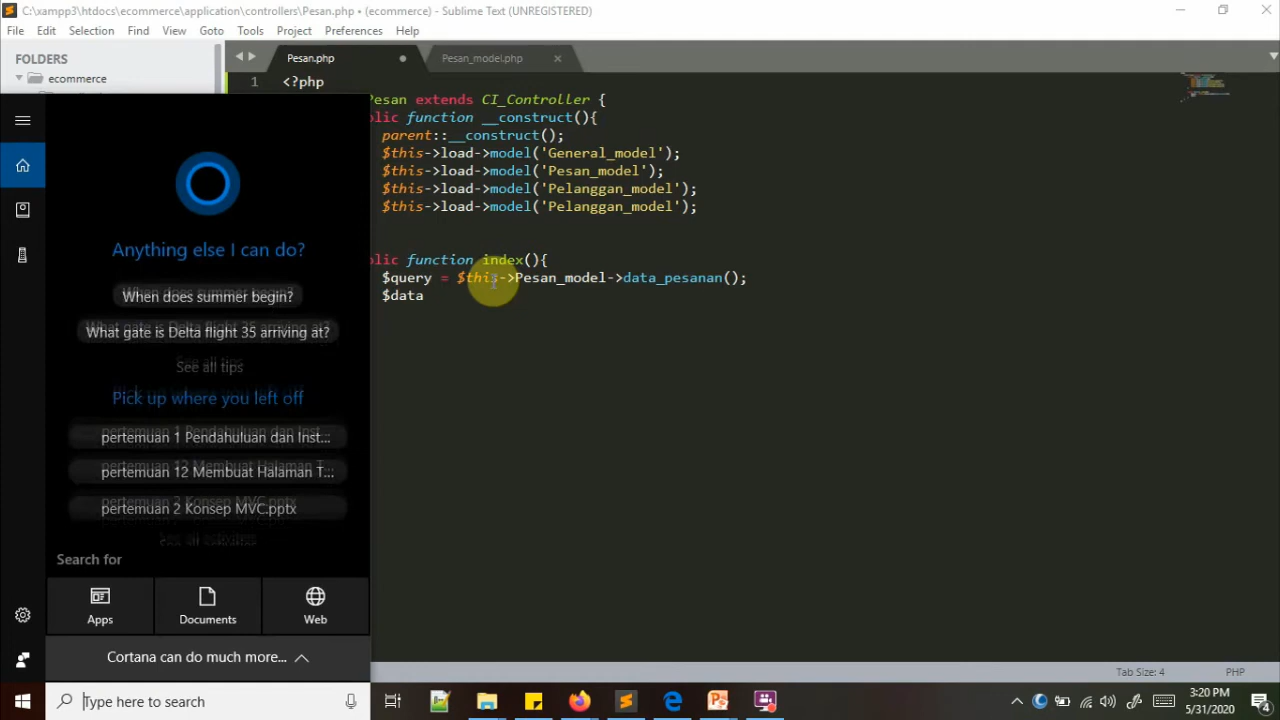 C:\xampp3\htdocs\ecommerce\application\controllers\Pesan.php • (ecommerce) - Sublime Text (UNREGISTERED)
File Edit Selection Find View Goto Tools Project Preferences Help
FOLDERS
ecommerce
Pesan.php
Pesan_model.php
1 <?php
Pesan extends CI_Controller {
blic function __construct(){
parent::__construct();
$this->load->model('General_model');
$this->load->model('Pesan_model');
$this->load->model('Pelanggan_model');
$this->load->model('Pelanggan_model');
blic function index(){
$query = $this->Pesan_model->data_pesanan();
$data
Anything else I can do?
When does summer begin?
What gate is Delta flight 35 arriving at?
See all tips
Pick up where you left off
pertemuan 1 Pendahuluan dan Inst...
pertemuan 12 Membuat Halaman T...
pertemuan 2 Konsep MVC.pptx
See all activities
Search for
Apps
Documents
Web
Cortana can do much more...
Type here to search
Tab Size: 4
PHP
3:20 PM
5/31/2020
4